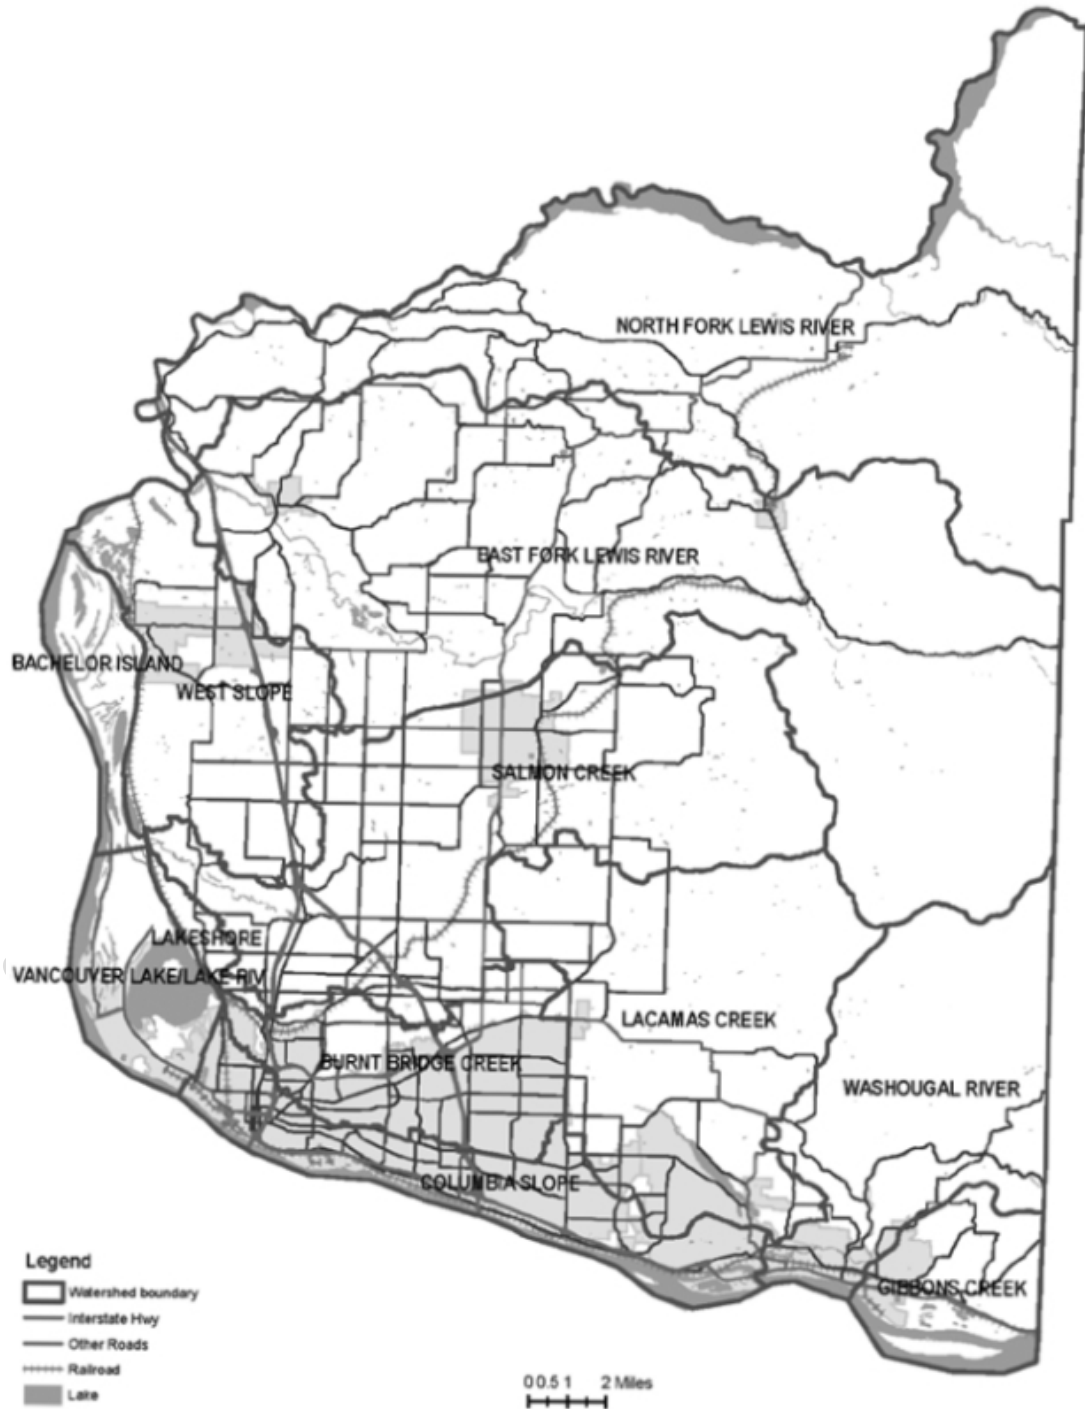 NORTH FORK LEWIS RIVER
EAST FORK LEWIS RIVER
BACHELOR ISLAND
WEST SLOPE
SALMON CREEK
LAKESHORE
VANCOUVER LAKE/LAKE RIV
LACAMAS CREEK
BURNT BRIDGE CREEK
WASHOUGAL RIVER
COLUMBIA SLOPE
GIBBONS CREEK
Legend
Watershed boundary
Interstate Hwy
Other Roads
Railroad
Lake
0 0.5 1 2 Miles